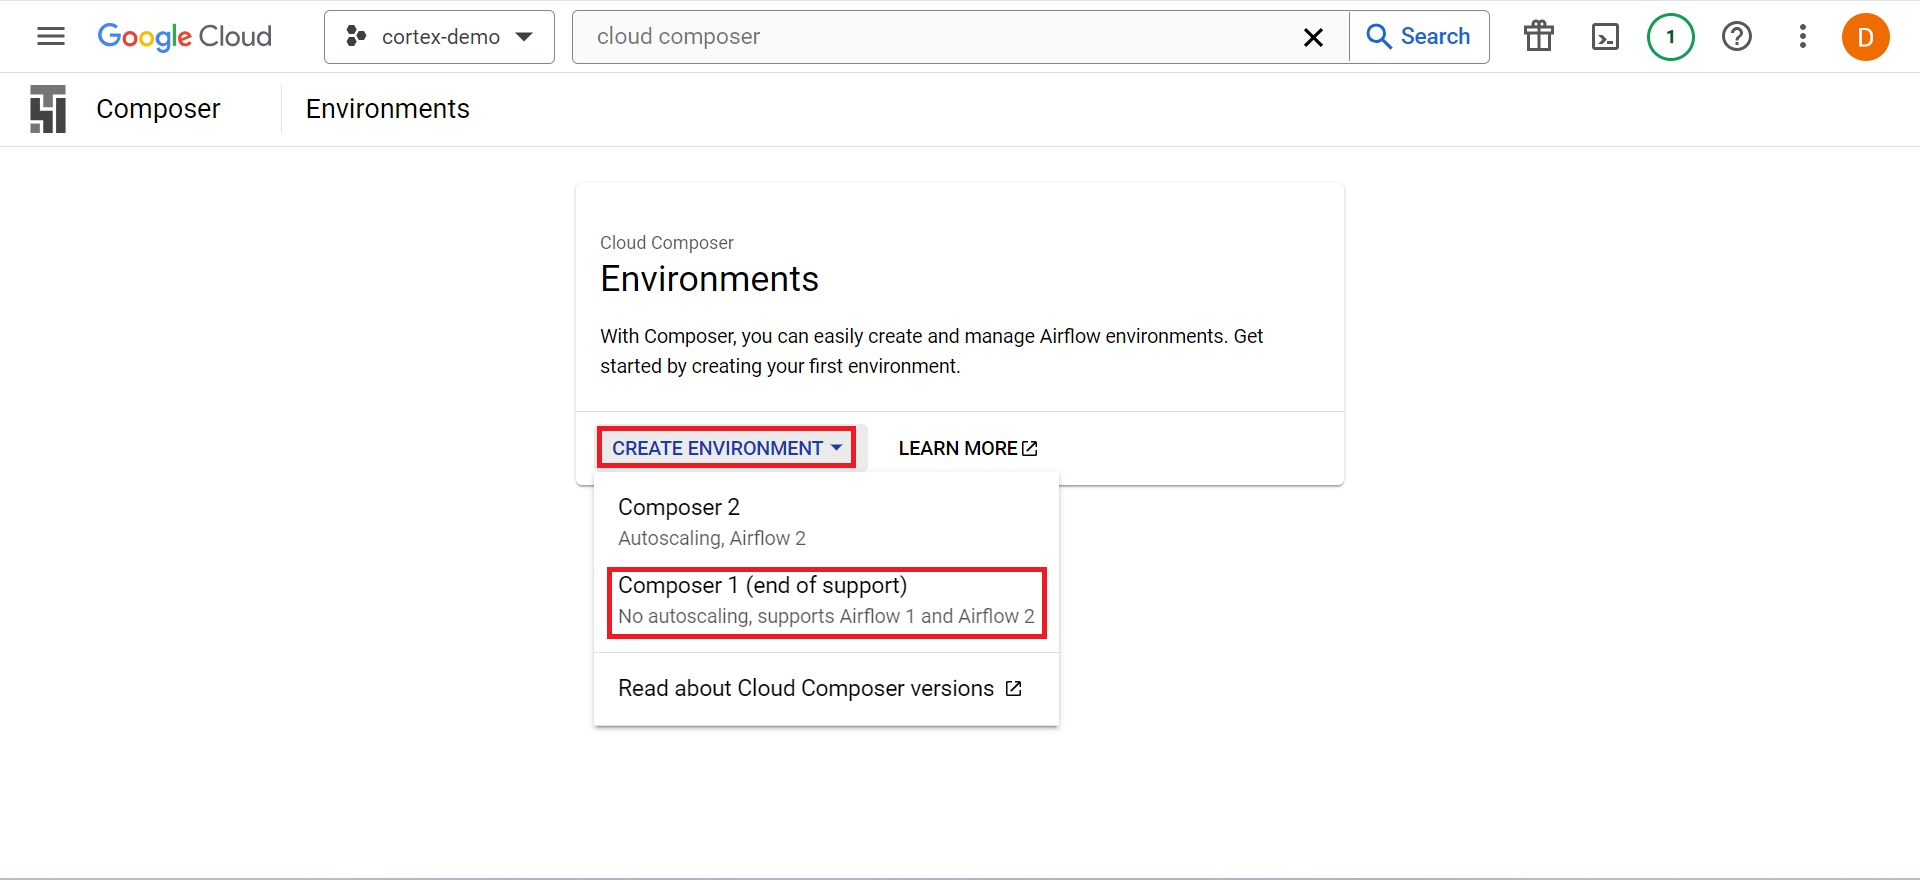 Google Cloud
cortex-demo
cloud composer
Search
1
D
Composer
Environments
Cloud Composer
Environments
With Composer, you can easily create and manage Airflow environments. Get
started by creating your first environment.
CREATE ENVIRONMENT
LEARN MORE
Composer 2
Autoscaling, Airflow 2
Composer 1 (end of support)
No autoscaling, supports Airflow 1 and Airflow 2
Read about Cloud Composer versions